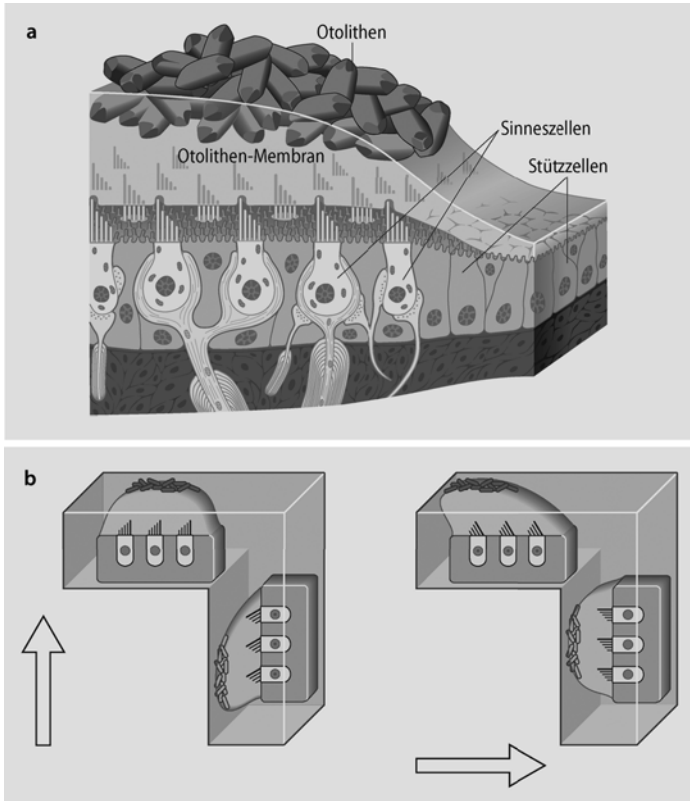 a
Otolithen
Sinneszellen
Otolithen-Membran
Stützzellen
b